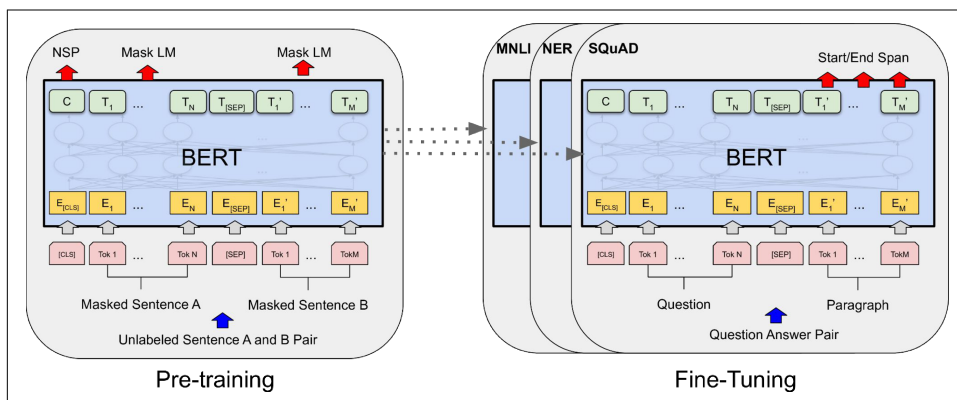 NSP Mask LM Mask LM
C T1 ... TN T[SEP] T1' ... TM'
BERT
E[CLS] E1 ... EN E[SEP] E1' ... EM'
[CLS] Tok 1 ... Tok N [SEP] Tok 1 ... TokM
Masked Sentence A Masked Sentence B
Unlabeled Sentence A and B Pair
Pre-training
MNLI NER SQuAD
Start/End Span
C T1 ... TN T[SEP] T1' ... TM'
BERT
E[CLS] E1 ... EN E[SEP] E1' ... EM'
[CLS] Tok 1 ... Tok N [SEP] Tok 1 ... TokM
Question Paragraph
Question Answer Pair
Fine-Tuning